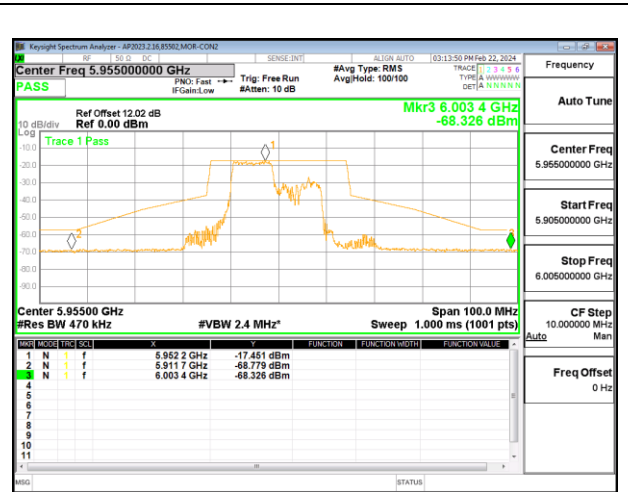 Keysight Spectrum Analyzer - AP2023.2.16,85502,MOR-CON2
RF 50 Ω DC SENSE:INT ALIGN AUTO 03:13:50 PM Feb 22, 2024
Center Freq 5.955000000 GHz
PASS
PNO: Fast
IFGain:Low
Trig: Free Run
#Atten: 10 dB
#Avg Type: RMS
Avg|Hold: 100/100
TRACE 1 2 3 4 5 6
TYPE A WWWWW
DET A N N N N N
Ref Offset 12.02 dB
10 dB/div Ref 0.00 dBm
Mkr3 6.003 4 GHz
-68.326 dBm
Log
Trace 1 Pass
-10.0
-20.0
-30.0
-40.0
-50.0
-60.0
-70.0
-80.0
-90.0
1
2
3
Center 5.95500 GHz Span 100.0 MHz
#Res BW 470 kHz #VBW 2.4 MHz* Sweep 1.000 ms (1001 pts)
MKR MODE TRC SCL X Y FUNCTION FUNCTION WIDTH FUNCTION VALUE
1 N 1 f 5.952 2 GHz -17.451 dBm
2 N 1 f 5.911 7 GHz -68.779 dBm
3 N 1 f 6.003 4 GHz -68.326 dBm
4
5
6
7
8
9
10
11
MSG STATUS
Frequency
Auto Tune
Center Freq
5.955000000 GHz
Start Freq
5.905000000 GHz
Stop Freq
6.005000000 GHz
CF Step
10.000000 MHz
Auto Man
Freq Offset
0 Hz